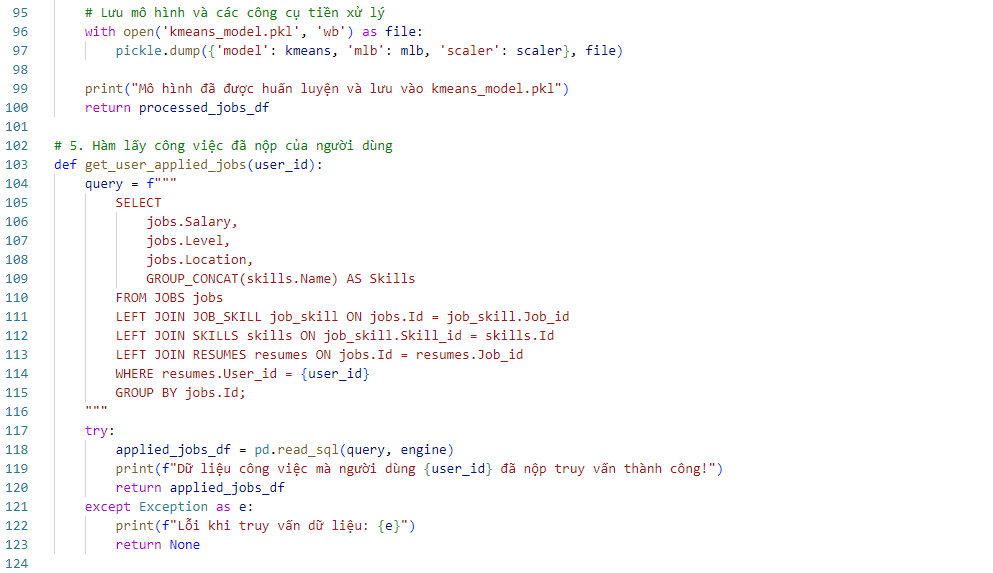 95 # Lưu mô hình và các công cụ tiền xử lý
96 with open('kmeans_model.pkl', 'wb') as file:
97 pickle.dump({'model': kmeans, 'mlb': mlb, 'scaler': scaler}, file)
98
99 print("Mô hình đã được huấn luyện và lưu vào kmeans_model.pkl")
100 return processed_jobs_df
101
102 # 5. Hàm lấy công việc đã nộp của người dùng
103 def get_user_applied_jobs(user_id):
104 query = f"""
105 SELECT
106 jobs.Salary,
107 jobs.Level,
108 jobs.Location,
109 GROUP_CONCAT(skills.Name) AS Skills
110 FROM JOBS jobs
111 LEFT JOIN JOB_SKILL job_skill ON jobs.Id = job_skill.Job_id
112 LEFT JOIN SKILLS skills ON job_skill.Skill_id = skills.Id
113 LEFT JOIN RESUMES resumes ON jobs.Id = resumes.Job_id
114 WHERE resumes.User_id = {user_id}
115 GROUP BY jobs.Id;
116 """
117 try:
118 applied_jobs_df = pd.read_sql(query, engine)
119 print(f"Dữ liệu công việc mà người dùng {user_id} đã nộp truy vấn thành công!")
120 return applied_jobs_df
121 except Exception as e:
122 print(f"Lỗi khi truy vấn dữ liệu: {e}")
123 return None
124